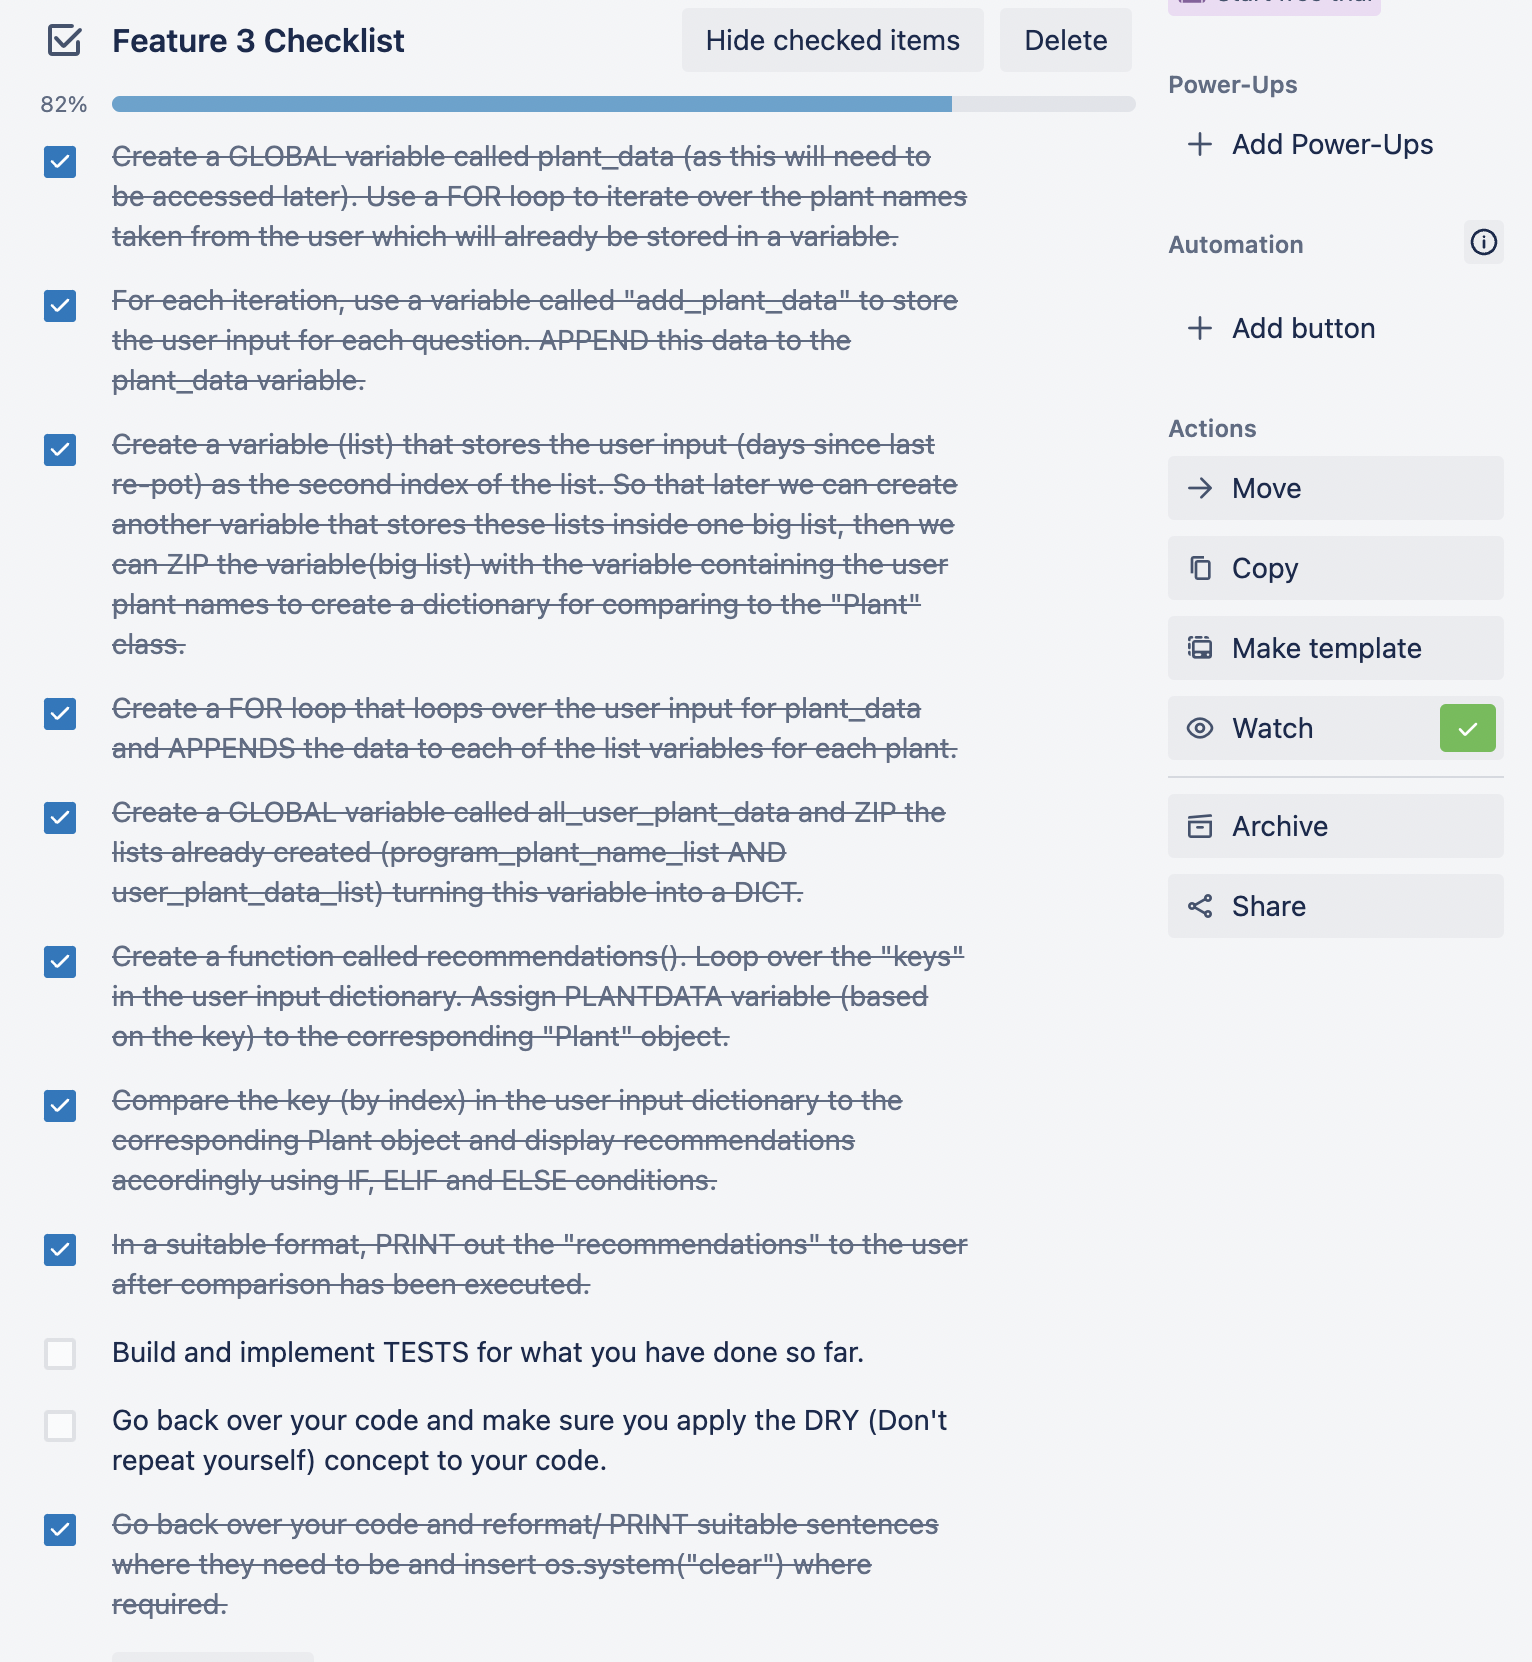 Feature 3 Checklist
Hide checked items
Delete
82%
Create a GLOBAL variable called plant_data (as this will need to
be accessed later). Use a FOR loop to iterate over the plant names
taken from the user which will already be stored in a variable.
For each iteration, use a variable called "add_plant_data" to store
the user input for each question. APPEND this data to the
plant_data variable.
Create a variable (list) that stores the user input (days since last
re-pot) as the second index of the list. So that later we can create
another variable that stores these lists inside one big list, then we
can ZIP the variable(big list) with the variable containing the user
plant names to create a dictionary for comparing to the "Plant"
class.
Create a FOR loop that loops over the user input for plant_data
and APPENDS the data to each of the list variables for each plant.
Create a GLOBAL variable called all_user_plant_data and ZIP the
lists already created (program_plant_name_list AND
user_plant_data_list) turning this variable into a DICT.
Create a function called recommendations(). Loop over the "keys"
in the user input dictionary. Assign PLANTDATA variable (based
on the key) to the corresponding "Plant" object.
Compare the key (by index) in the user input dictionary to the
corresponding Plant object and display recommendations
accordingly using IF, ELIF and ELSE conditions.
In a suitable format, PRINT out the "recommendations" to the user
after comparison has been executed.
Build and implement TESTS for what you have done so far.
Go back over your code and make sure you apply the DRY (Don't
repeat yourself) concept to your code.
Go back over your code and reformat/ PRINT suitable sentences
where they need to be and insert os.system("clear") where
required.
Start free trial
Power-Ups
Add Power-Ups
Automation
Add button
Actions
Move
Copy
Make template
Watch
Archive
Share